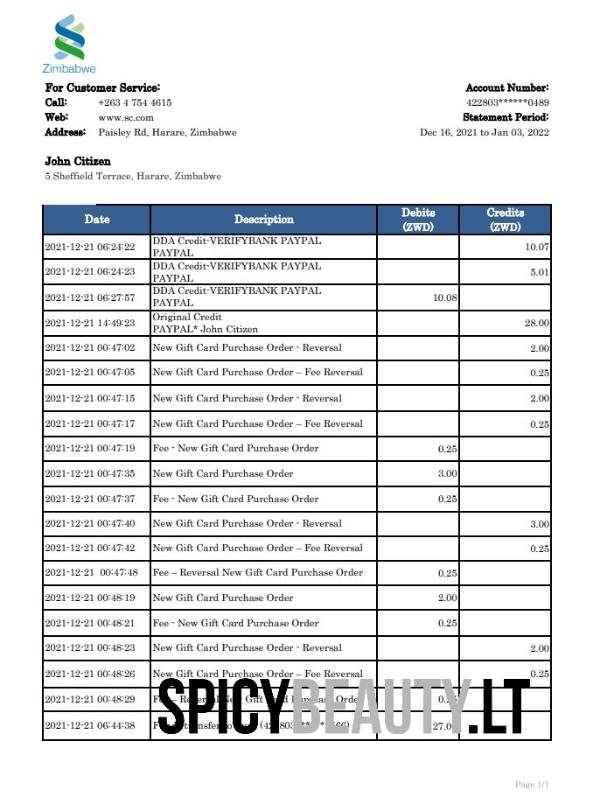 Zimbabwe
For Customer Service:
Call: +263 4 754 4615
Web: www.sc.com
Address: Paisley Rd, Harare, Zimbabwe
Account Number:
422803******0489
Statement Period:
Dec 16, 2021 to Jan 03, 2022
John Citizen
5 Sheffield Terrace, Harare, Zimbabwe
Date Description Debits (ZWD) Credits (ZWD)
2021-12-21 06:24:22 DDA Credit-VERIFYBANK PAYPAL 10.07
PAYPAL
2021-12-21 06:24:23 DDA Credit-VERIFYBANK PAYPAL 5.01
PAYPAL
2021-12-21 06:27:57 DDA Credit-VERIFYBANK PAYPAL 10.08
PAYPAL
2021-12-21 14:49:23 Original Credit 28.00
PAYPAL* John Citizen
2021-12-21 00:47:02 New Gift Card Purchase Order - Reversal 2.00
2021-12-21 00:47:05 New Gift Card Purchase Order – Fee Reversal 0.25
2021-12-21 00:47:15 New Gift Card Purchase Order - Reversal 2.00
2021-12-21 00:47:17 New Gift Card Purchase Order – Fee Reversal 0.25
2021-12-21 00:47:19 Fee - New Gift Card Purchase Order 0.25
2021-12-21 00:47:35 New Gift Card Purchase Order 3.00
2021-12-21 00:47:37 Fee - New Gift Card Purchase Order 0.25
2021-12-21 00:47:40 New Gift Card Purchase Order - Reversal 3.00
2021-12-21 00:47:42 New Gift Card Purchase Order – Fee Reversal 0.25
2021-12-21 00:47:48 Fee – Reversal New Gift Card Purchase Order 0.25
2021-12-21 00:48:19 New Gift Card Purchase Order 2.00
2021-12-21 00:48:21 Fee - New Gift Card Purchase Order 0.25
2021-12-21 00:48:23 New Gift Card Purchase Order - Reversal 2.00
2021-12-21 00:48:26 New Gift Card Purchase Order – Fee Reversal 0.25
2021-12-21 00:48:29
2021-12-21 06:44:38
SPICYBEAUTY.LT
Page 1/1